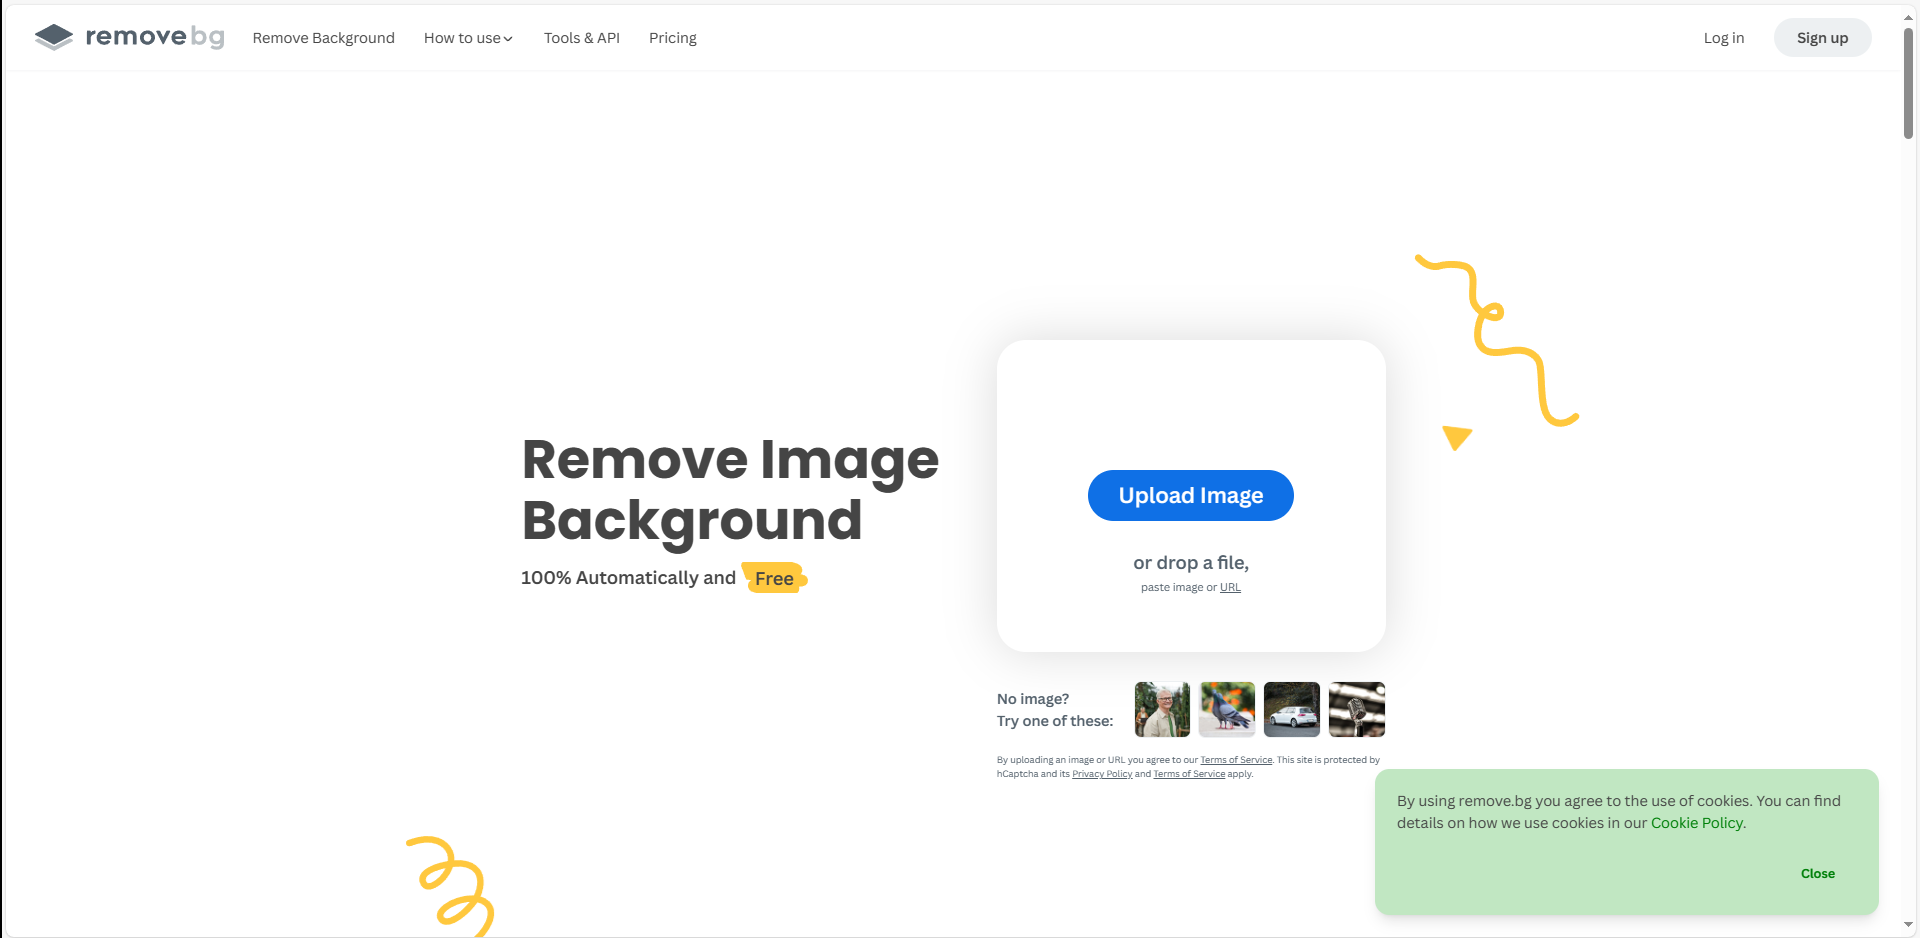 removebg
Remove Background
How to use
Tools & API
Pricing
Log in
Sign up
Remove Image
Background
100% Automatically and Free
Upload Image
or drop a file,
paste image or URL
No image?
Try one of these:
By uploading an image or URL you agree to our Terms of Service. This site is protected by
hCaptcha and its Privacy Policy and Terms of Service apply.
By using remove.bg you agree to the use of cookies. You can find
details on how we use cookies in our Cookie Policy.
Close